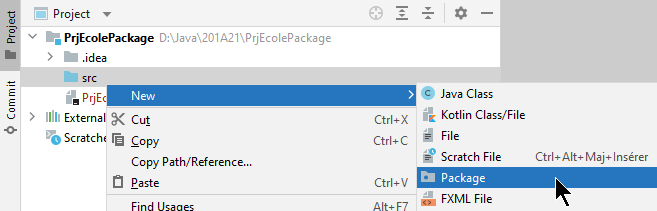 Project
Project
PrjEcolePackage D:\Java\201A21\PrjEcolePackage
.idea
src
PrjEc
External
Scratche
Commit
New
Cut Ctrl+X
Copy Ctrl+C
Copy Path/Reference...
Paste Ctrl+V
Find Usages Alt+F7
Java Class
Kotlin Class/File
File
Scratch File Ctrl+Alt+Maj+Insérer
Package
FXML File